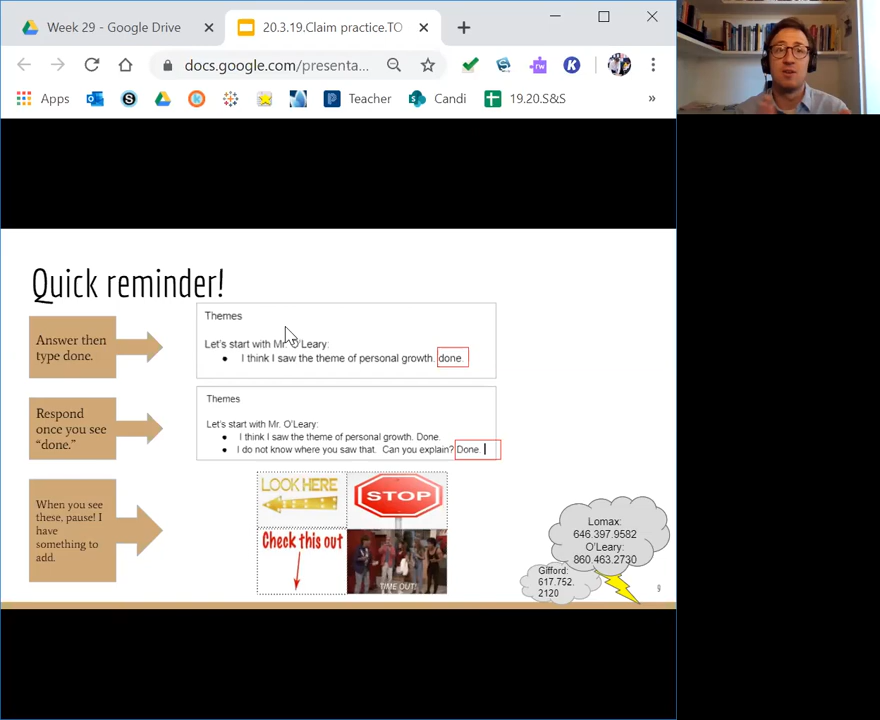 Week 29 - Google Drive
20.3.19.Claim practice.TO
docs.google.com/presenta...
rw
K
Apps
S
P Teacher
S Candi
19.20.S&S
»
Quick reminder!
Answer then
type done.
Themes
Let's start with Mr. O'Leary:
I think I saw the theme of personal growth. done.
Respond
once you see
"done."
Themes
Let's start with Mr. O'Leary:
I think I saw the theme of personal growth. Done.
I do not know where you saw that. Can you explain? Done.
When you see
these, pause! I
have
something to
add.
LOOK HERE
STOP
Check this out
TIME OUT!
Lomax:
646.397.9582
O'Leary:
860.463.2730
Gifford:
617.752.
2120
9